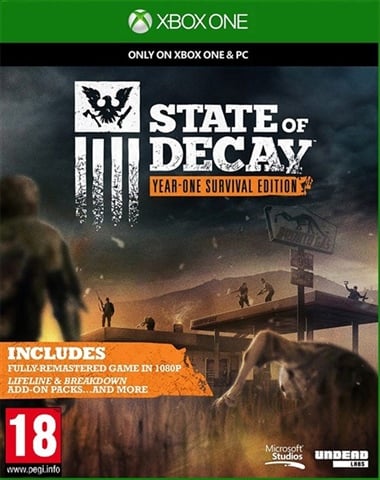 XBOX ONE
ONLY ON XBOX ONE & PC
STATE OF
DECAY
YEAR-ONE SURVIVAL EDITION
INCLUDES
FULLY-REMASTERED GAME IN 1080P
LIFELINE & BREAKDOWN
ADD-ON PACKS...AND MORE
18
www.pegi.info
Microsoft
Studios
UNDEAD
LABS